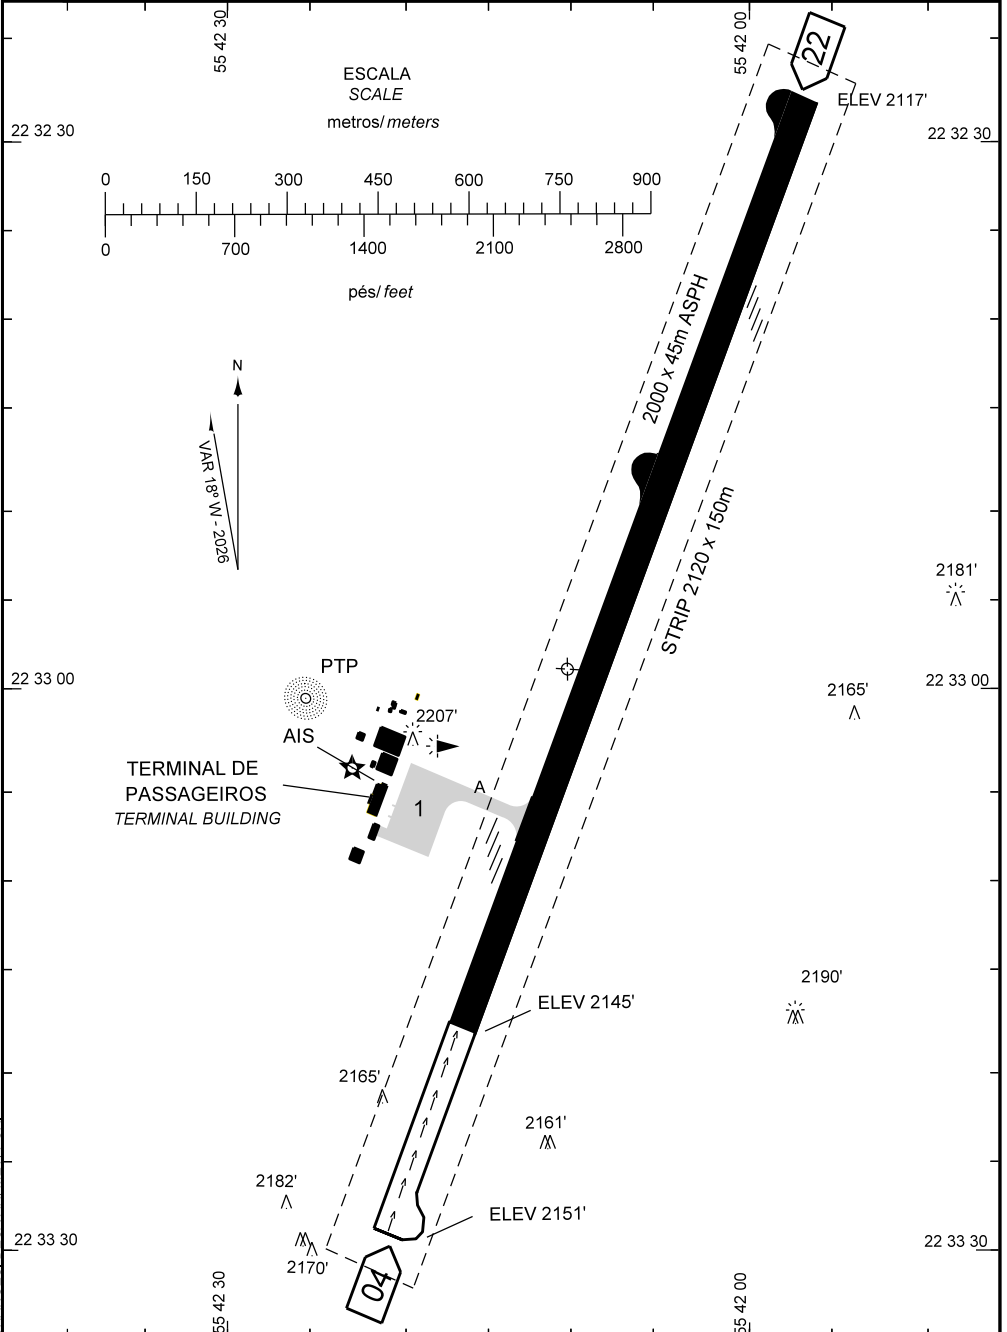 55 42 30
55 42 00
22
ESCALA
SCALE
metros/meters
ELEV 2117'
22 32 30
22 32 30
0 150 300 450 600 750 900
0 700 1400 2100 2800
pés/feet
2000 x 45m ASPH
N
VAR 18º W - 2026
STRIP 2120 x 150m
2181'
PTP
22 33 00
22 33 00
2165'
2207'
AIS
TERMINAL DE
PASSAGEIROS
TERMINAL BUILDING
A
1
2190'
ELEV 2145'
2165'
2161'
2182'
ELEV 2151'
22 33 30
22 33 30
2170'
04
55 42 30
55 42 00